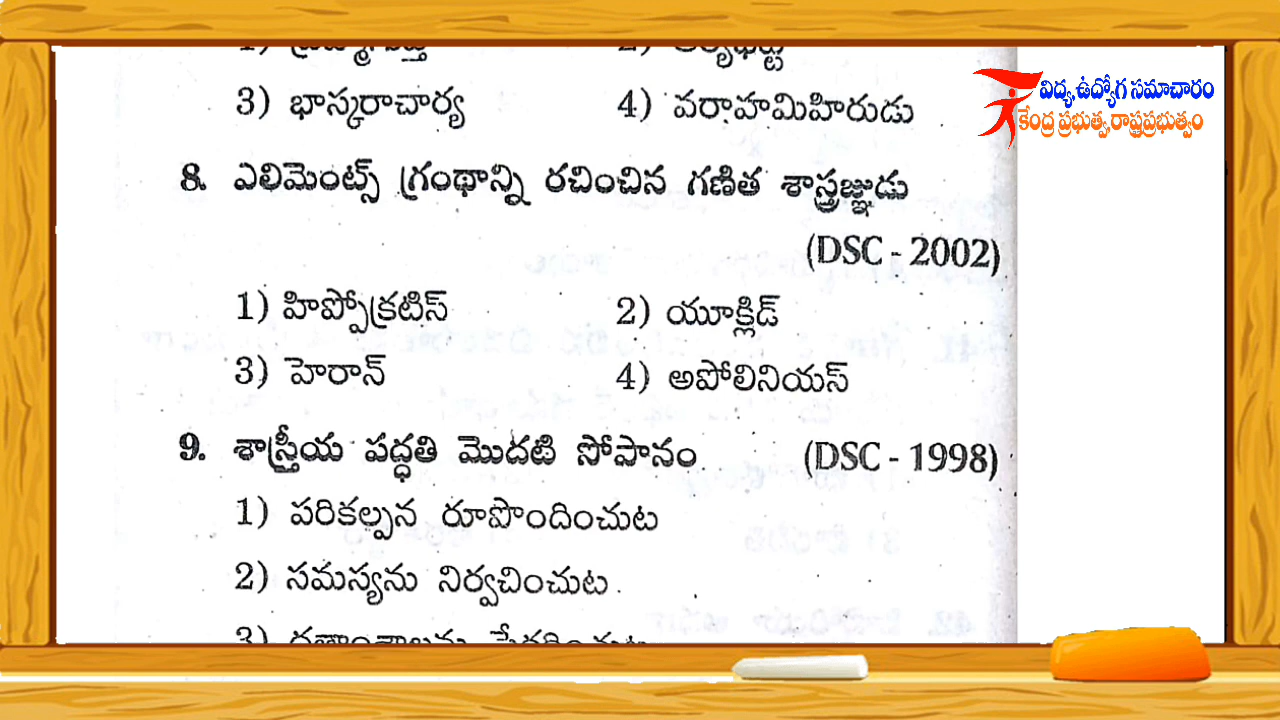 3) భాస్కరాచార్య 4) వరాహమిహిరుడు
విద్య,ఉద్యోగ సమాచారం
కేంద్ర ప్రభుత్వ,రాష్ట్రప్రభుత్వం
8. ఎలిమెంట్స్ గ్రంథాన్ని రచించిన గణిత శాస్త్రజ్ఞుడు
(DSC - 2002)
1) హిప్పోక్రటిస్ 2) యూక్లిడ్
3) హెరాన్ 4) అపోలినియస్
9. శాస్త్రీయ పద్ధతి మొదటి సోపానం (DSC - 1998)
1) పరికల్పన రూపొందించుట
2) సమస్యను నిర్వచించుట